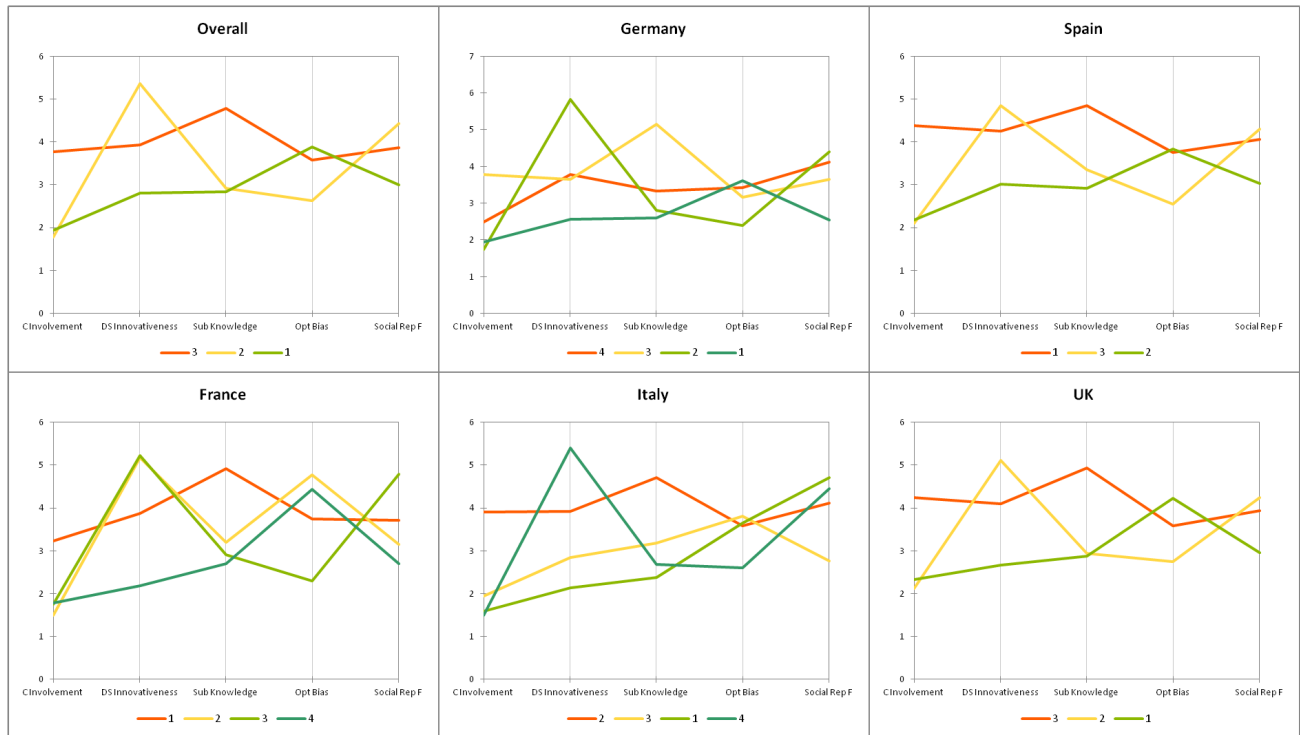 Overall
6
5
4
3
2
1
0
C Involvement DS Innovativeness Sub Knowledge Opt Bias Social Rep F
3 2 1
Germany
7
6
5
4
3
2
1
0
C Involvement DS Innovativeness Sub Knowledge Opt Bias Social Rep F
4 3 2 1
Spain
6
5
4
3
2
1
0
C Involvement DS Innovativeness Sub Knowledge Opt Bias Social Rep F
1 3 2
France
6
5
4
3
2
1
0
C Involvement DS Innovativeness Sub Knowledge Opt Bias Social Rep F
1 2 3 4
Italy
6
5
4
3
2
1
0
C Involvement DS Innovativeness Sub Knowledge Opt Bias Social Rep F
2 3 1 4
UK
6
5
4
3
2
1
0
C Involvement DS Innovativeness Sub Knowledge Opt Bias Social Rep F
3 2 1